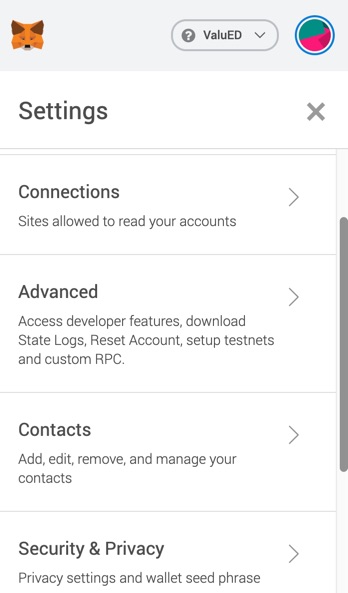 ValuED
Settings
Connections
Sites allowed to read your accounts
Advanced
Access developer features, download
State Logs, Reset Account, setup testnets
and custom RPC.
Contacts
Add, edit, remove, and manage your
contacts
Security & Privacy
Privacy settings and wallet seed phrase